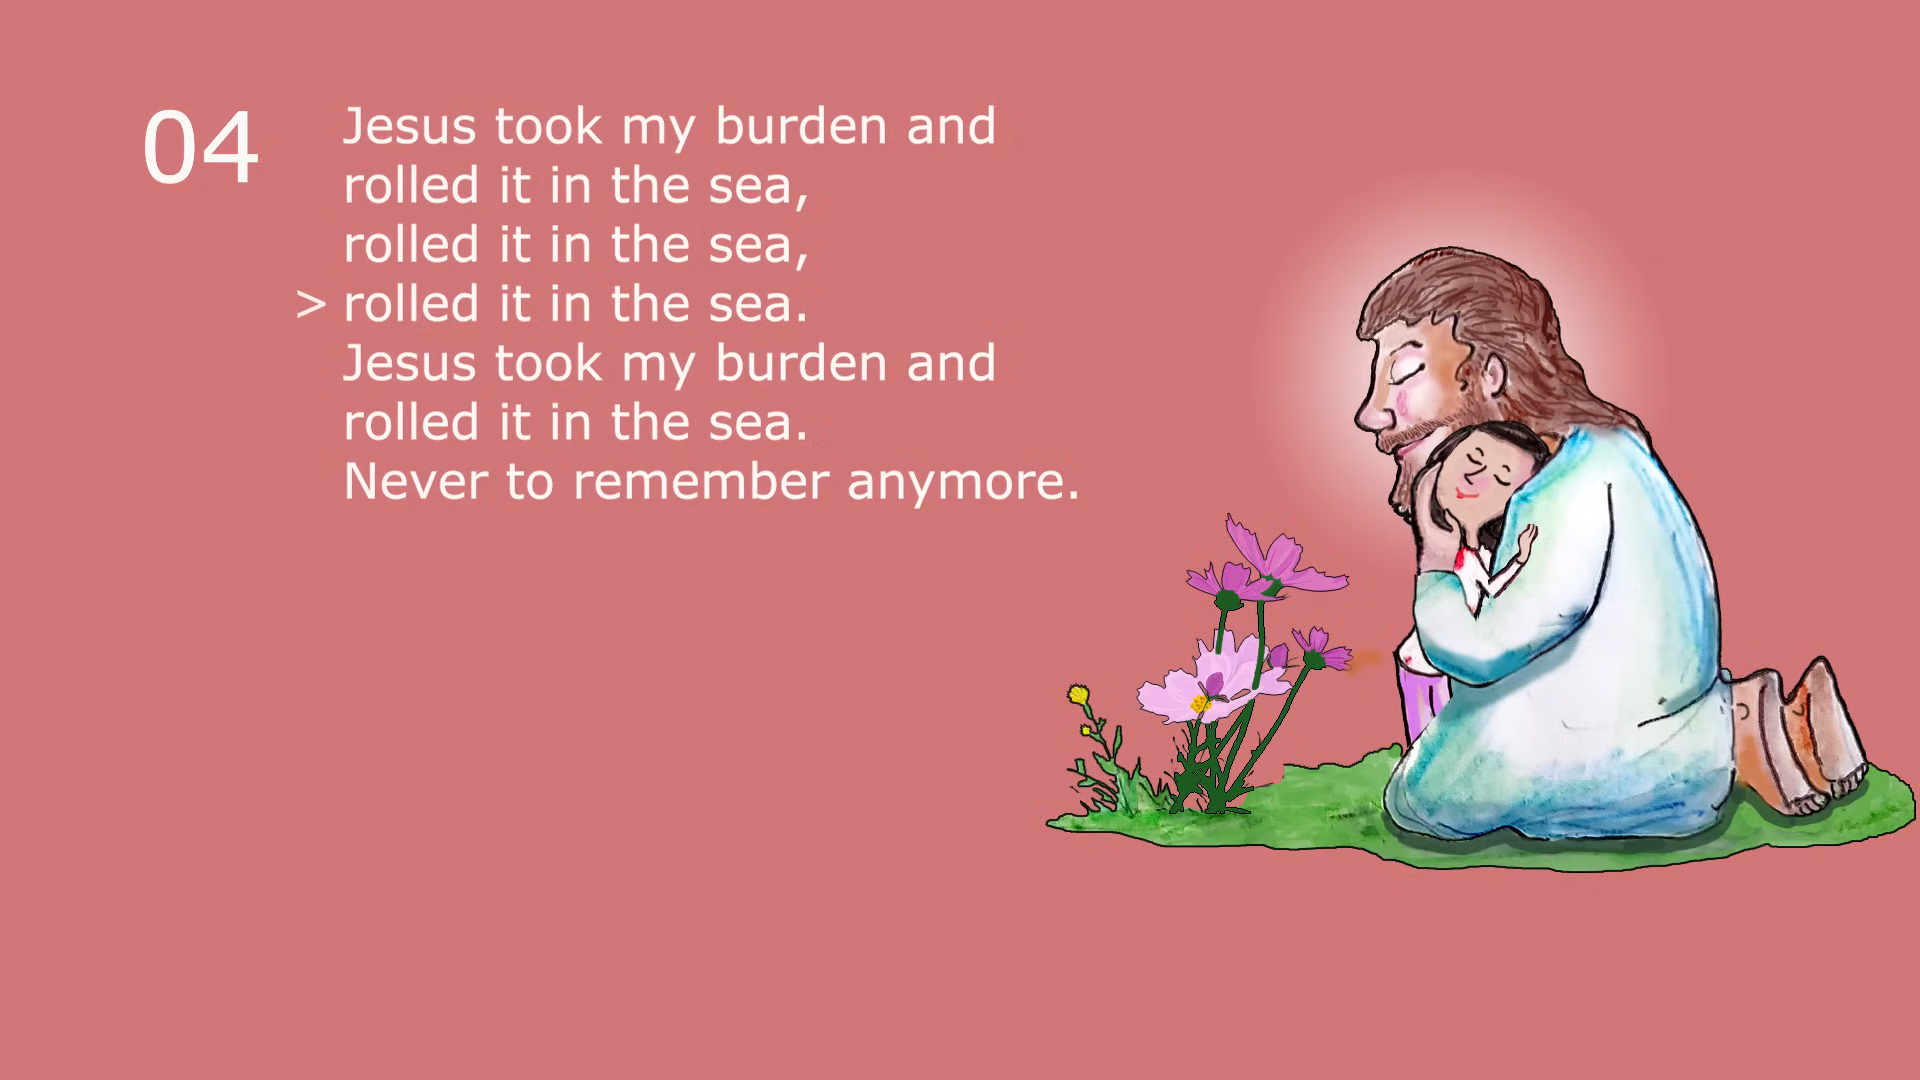 04
Jesus took my burden and
rolled it in the sea,
rolled it in the sea,
> rolled it in the sea.
Jesus took my burden and
rolled it in the sea.
Never to remember anymore.